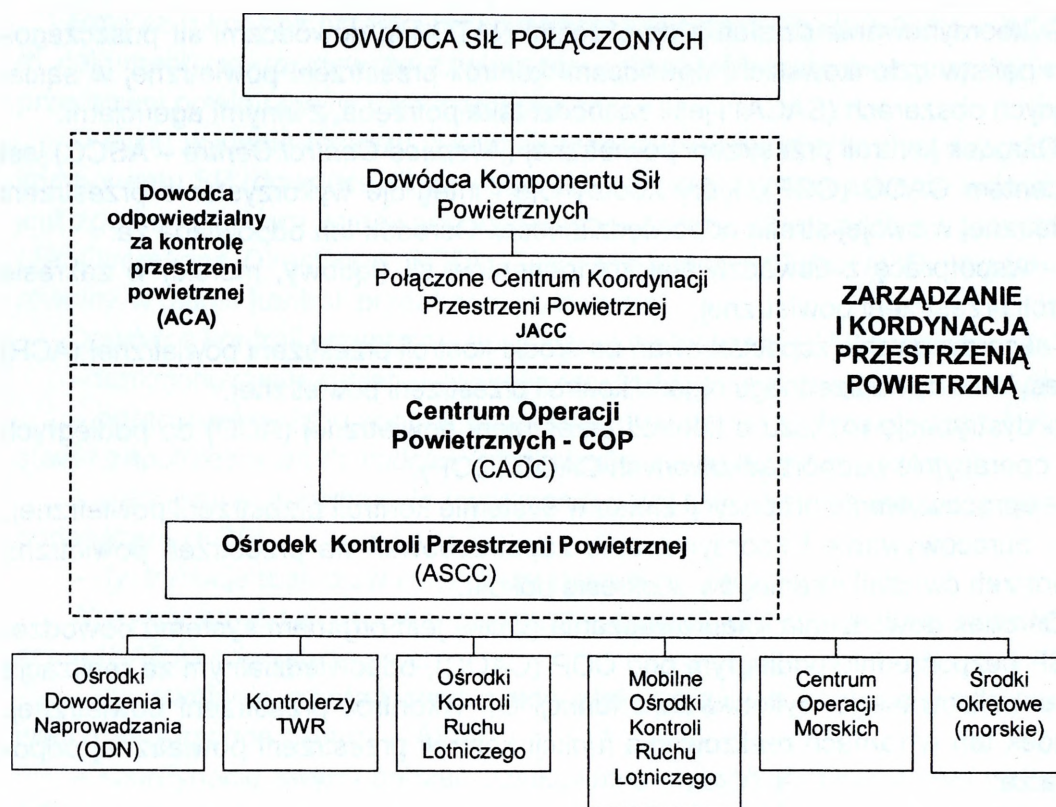 DOWÓDCA SIŁ POŁĄCZONYCH
Dowódca
odpowiedzialny
za kontrolę
przestrzeni
powietrznej
(ACA)
Dowódca Komponentu Sił
Powietrznych
Połączone Centrum Koordynacji
Przestrzeni Powietrznej
JACC
ZARZĄDZANIE
I KORDYNACJA
PRZESTRZENIĄ
POWIETRZNĄ
Centrum Operacji
Powietrznych - COP
(CAOC)
Ośrodek Kontroli Przestrzeni Powietrznej
(ASCC)
Ośrodki
Dowodzenia
Naprowadzania
(ODN)
Kontrolerzy
TWR
Ośrodki
Kontroli
Ruchu
Lotniczego
Mobilne
Ośrodki
Kontroli
Ruchu
Lotniczego
Centrum
Operacji
Morskich
Środki
okrętowe
(morskie)